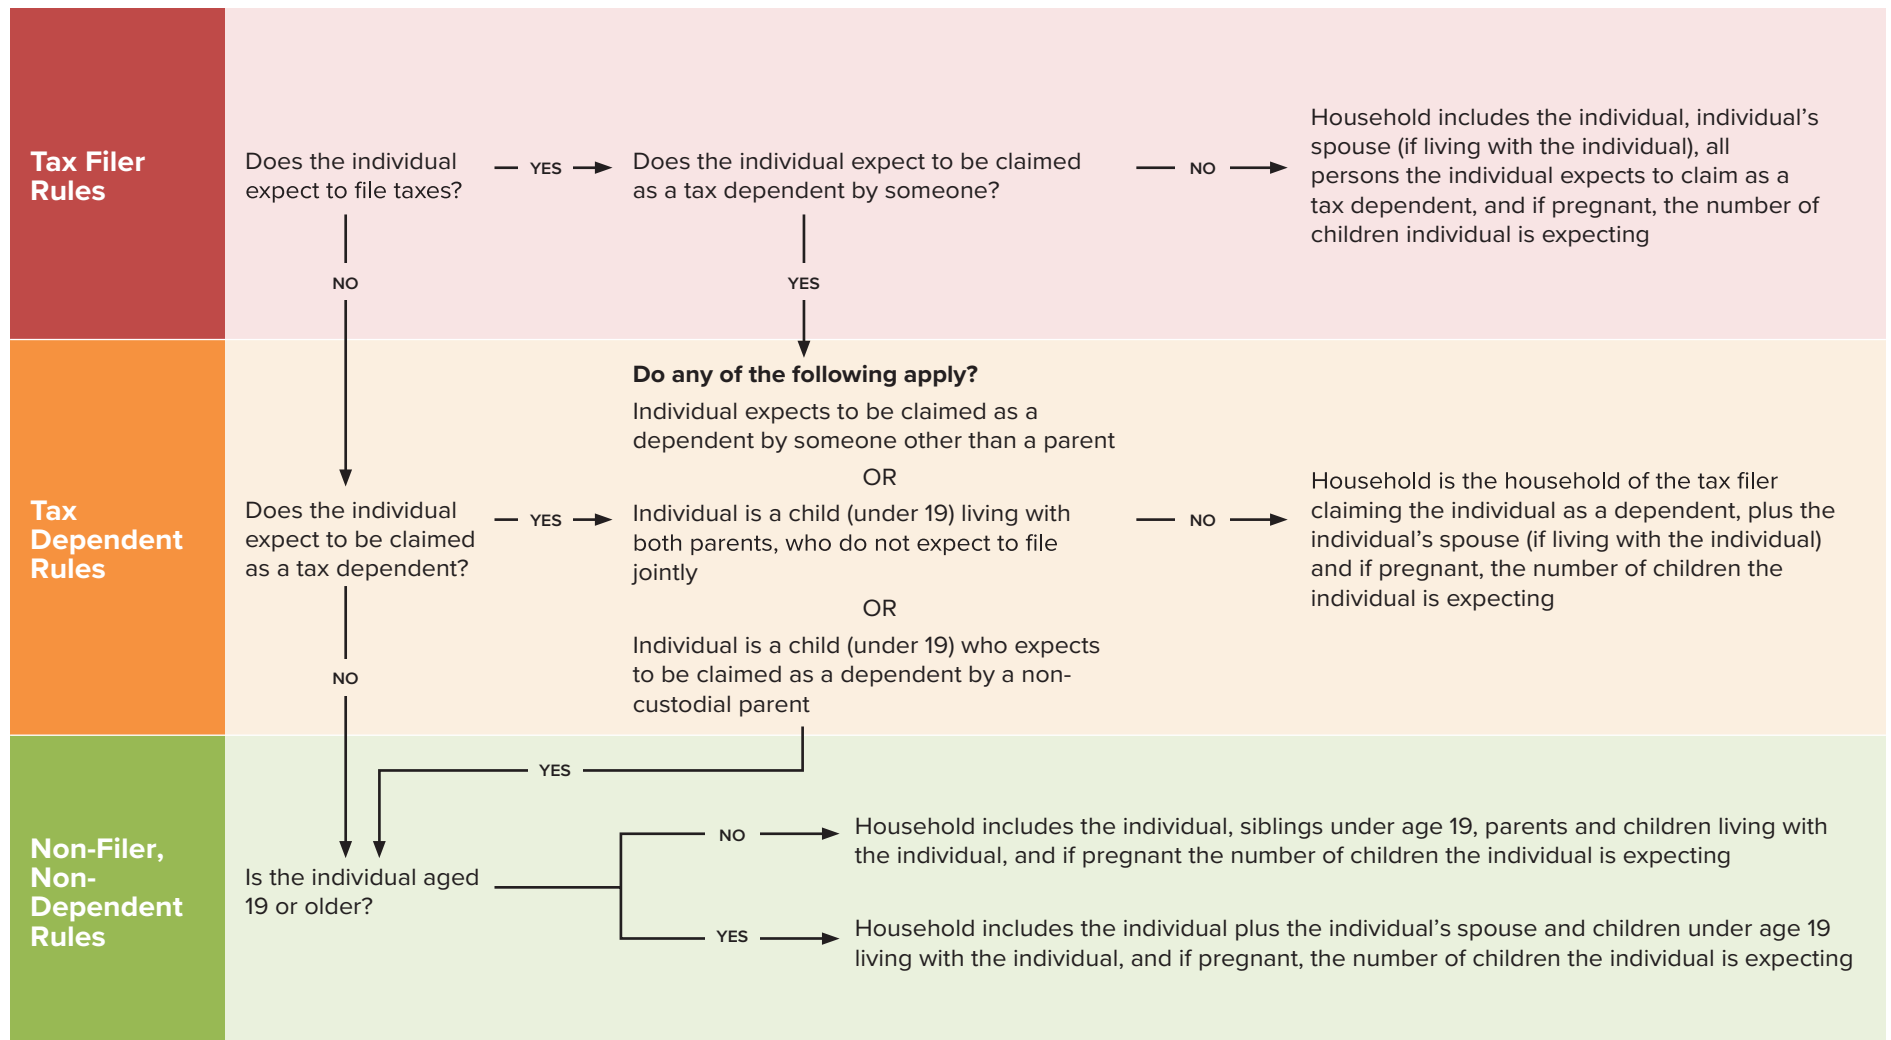 Tax Filer
Rules
Does the individual
expect to file taxes?
YES
Does the individual expect to be claimed
as a tax dependent by someone?
NO
Household includes the individual, individual’s
spouse (if living with the individual), all
persons the individual expects to claim as a
tax dependent, and if pregnant, the number of
children individual is expecting
NO
YES
Tax
Dependent
Rules
Does the individual
expect to be claimed
as a tax dependent?
YES
Do any of the following apply?
Individual expects to be claimed as a
dependent by someone other than a parent
OR
Individual is a child (under 19) living with
both parents, who do not expect to file
jointly
OR
Individual is a child (under 19) who expects
to be claimed as a dependent by a non-
custodial parent
NO
Household is the household of the tax filer
claiming the individual as a dependent, plus the
individual’s spouse (if living with the individual)
and if pregnant, the number of children the
individual is expecting
NO
YES
Non-Filer,
Non-
Dependent
Rules
Is the individual aged
19 or older?
NO
Household includes the individual, siblings under age 19, parents and children living with
the individual, and if pregnant the number of children the individual is expecting
YES
Household includes the individual plus the individual’s spouse and children under age 19
living with the individual, and if pregnant, the number of children the individual is expecting